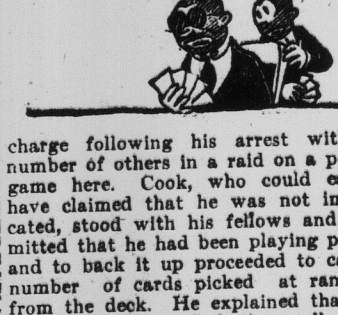 charge following his arrest wit
number of others in a raid on a p
game here. Cook, who could e
have claimed that he was not in
cated, stood with his fellows and
mitted that he had been playing p
and to back it up proceeded to c
number of cards picked at ran
from the deck. He explained tha